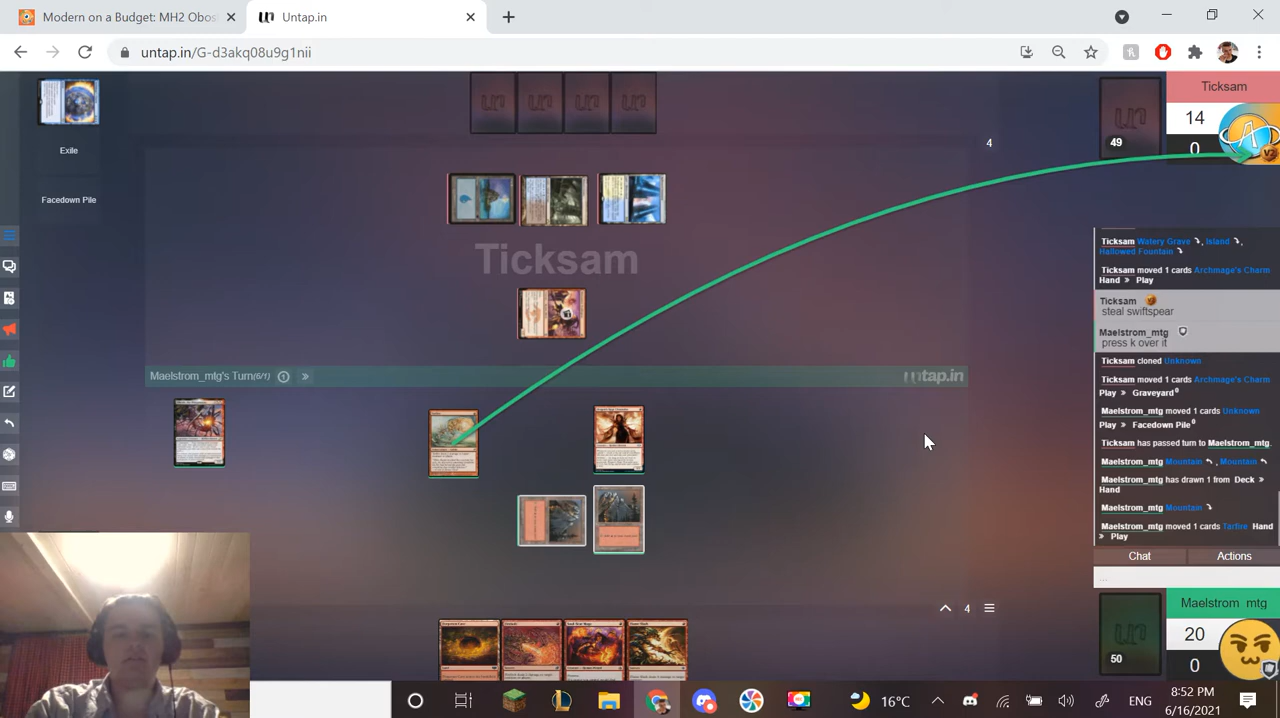 Modern on a Budget: MH2 Obos
Untap.in
untap.in/G-d3akq08u9g1nii
Exile
Facedown Pile
4
49
Ticksam
14
0
Ticksam
Ticksam Watery Grave, Island,
Hallowed Fountain
Ticksam moved 1 cards Archmage's Charm
Hand » Play
Ticksam
steal swiftspear
Maelstrom_mtg
press k over it
Ticksam cloned Unknown
Ticksam moved 1 cards Archmage's Charm
Play » Graveyard⁰
Maelstrom_mtg moved 1 cards Unknown
Play » Facedown Pile⁰
Ticksam has passed turn to Maelstrom_mtg.
Maelstrom_mtg Mountain, Mountain
Maelstrom_mtg has drawn 1 from Deck »
Hand
Maelstrom_mtg Mountain
Maelstrom_mtg moved 1 cards Tarfire Hand
» Play
Maelstrom_mtg's Turn(6/1)
untap.in
Chat
Actions
...
4
50
Maelstrom_mtg
20
0
16°C
ENG
8:52 PM
6/16/2021